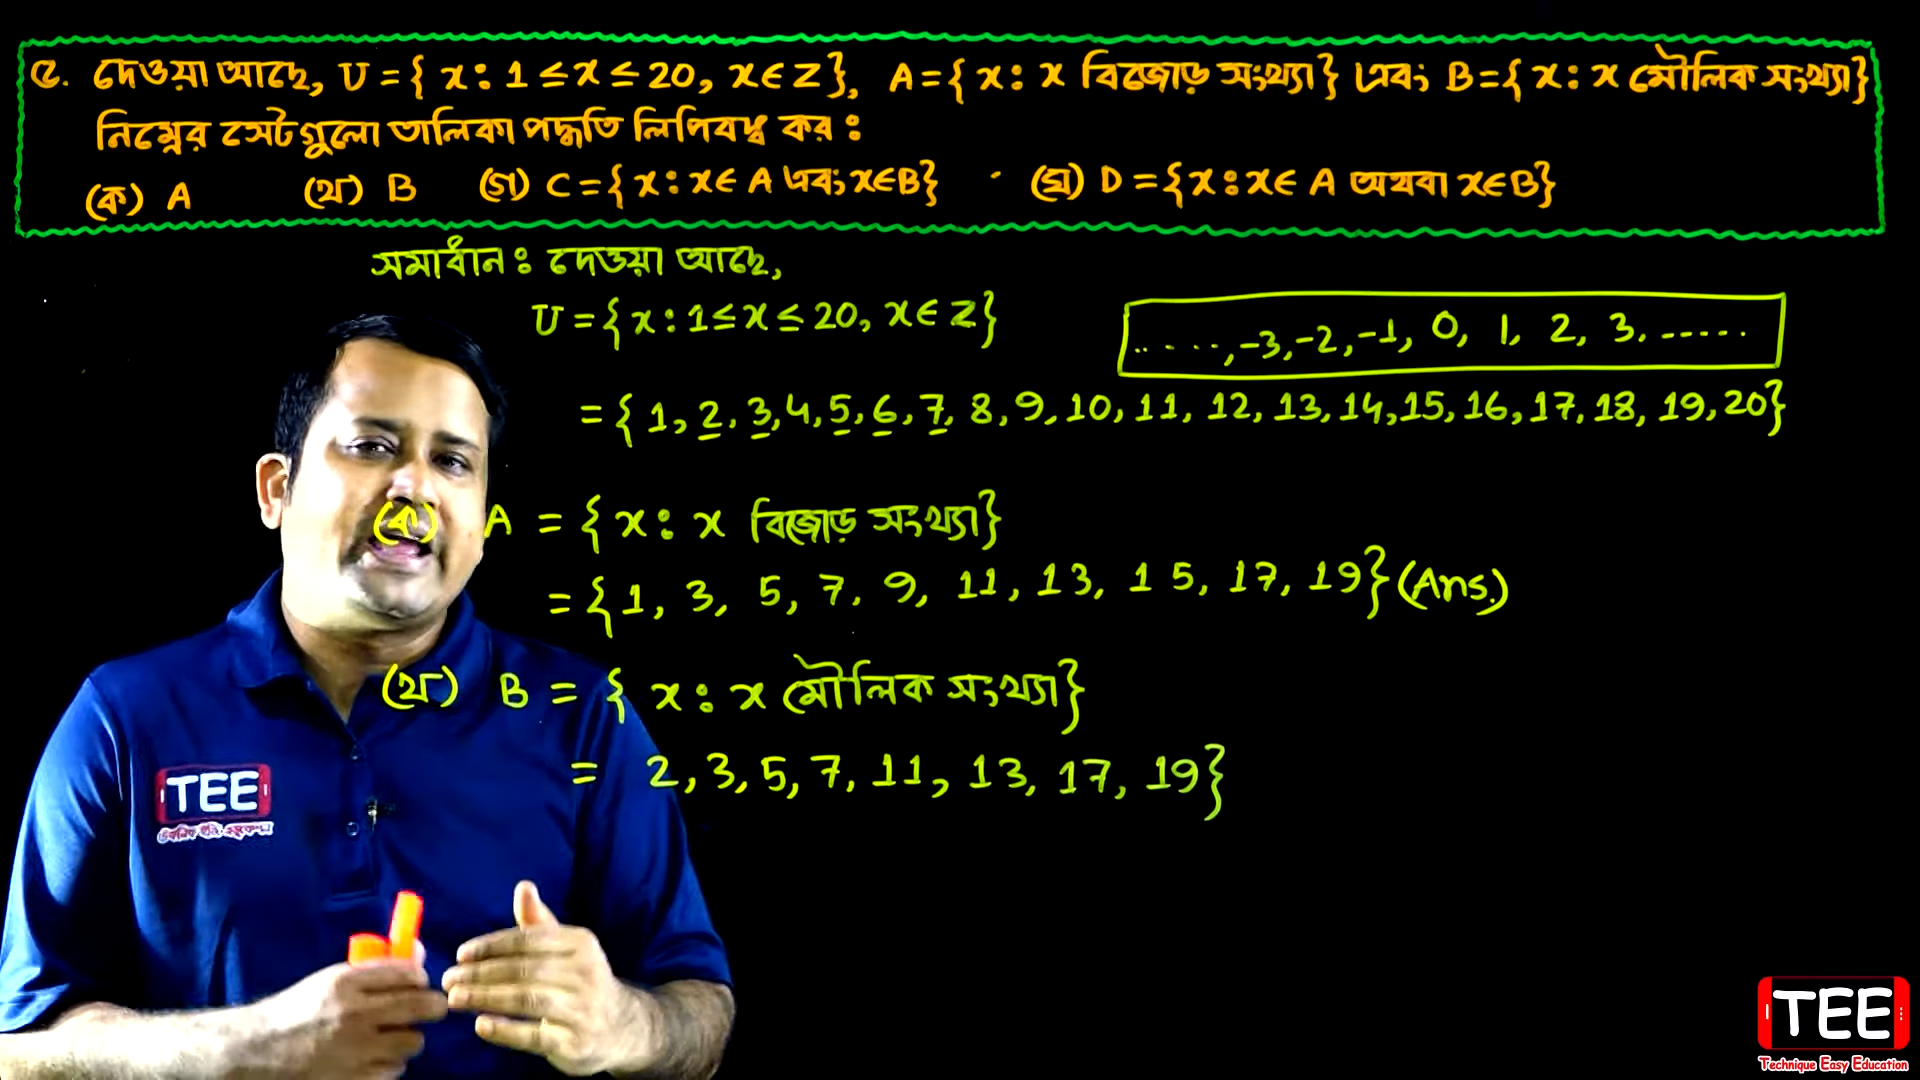 ৫. দেওয়া আছে, U = { x : 1 ≤ x ≤ 20, x ∈ Z }, A = { x : x বিজোড় সংখ্যা } এবং B = { x : x মৌলিক সংখ্যা }
নিম্নের সেটগুলো তালিকা পদ্ধতি লিপিবদ্ধ কর :
(ক) A (খ) B (গ) C = { x : x ∈ A এবং x ∈ B } (ঘ) D = { x : x ∈ A অথবা x ∈ B }
সমাধান : দেওয়া আছে,
U = { x : 1 ≤ x ≤ 20, x ∈ Z }
....., -3, -2, -1, 0, 1, 2, 3, .....
= { 1, 2, 3, 4, 5, 6, 7, 8, 9, 10, 11, 12, 13, 14, 15, 16, 17, 18, 19, 20 }
(ক) A = { x : x বিজোড় সংখ্যা }
= { 1, 3, 5, 7, 9, 11, 13, 15, 17, 19 } (Ans.)
(খ) B = { x : x মৌলিক সংখ্যা }
= 2, 3, 5, 7, 11, 13, 17, 19 }
TEE
TEE
Technique Easy Education